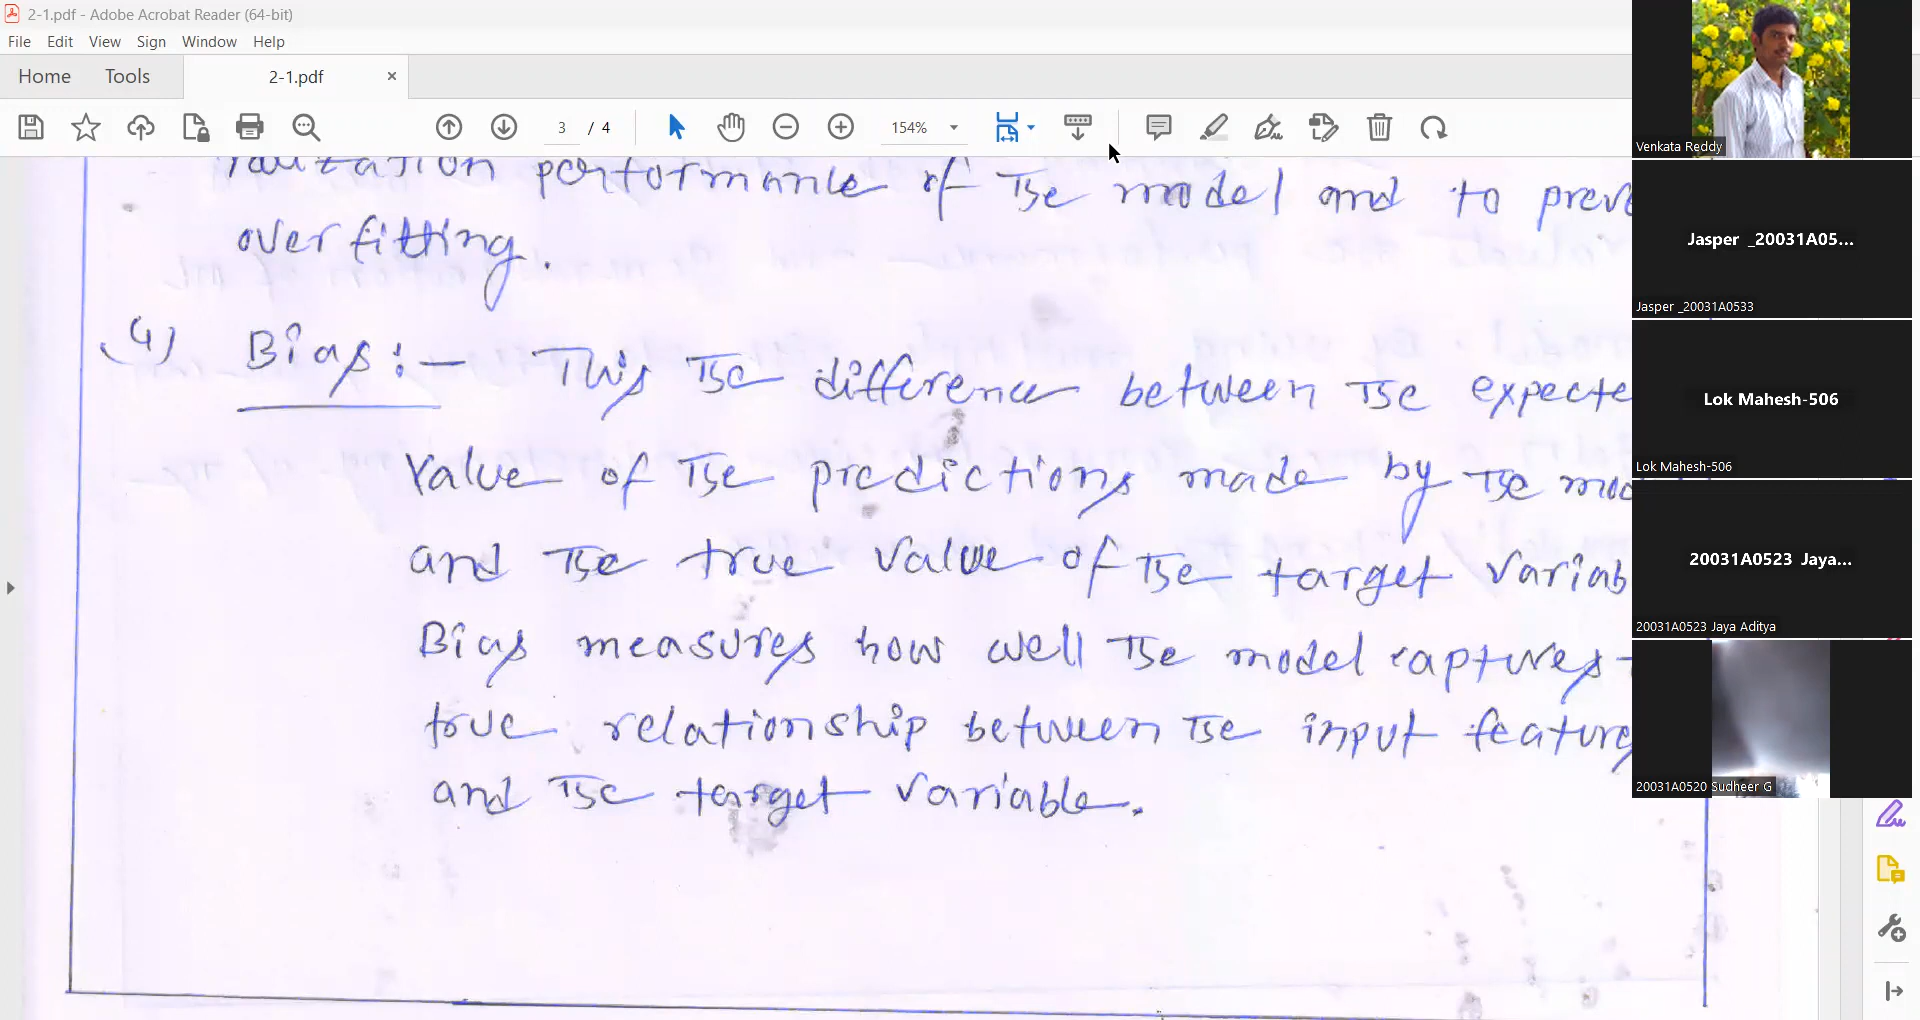 2-1.pdf - Adobe Acrobat Reader (64-bit)
File Edit View Sign Window Help
Home Tools 2-1.pdf ×
3 / 4 154%
performance of the model and to prev
overfitting.
4) Bias:- This the difference between the expecte
Value of the predictions made by the mod
and the true value of the target variab
Bias measures how well the model captures
true relationship between the input feature
and the target variable.
Venkata Reddy
Jasper _20031A05...
Jasper _20031A0533
Lok Mahesh-506
Lok Mahesh-506
20031A0523 Jaya...
20031A0523 Jaya Aditya
20031A0520 Sudheer G